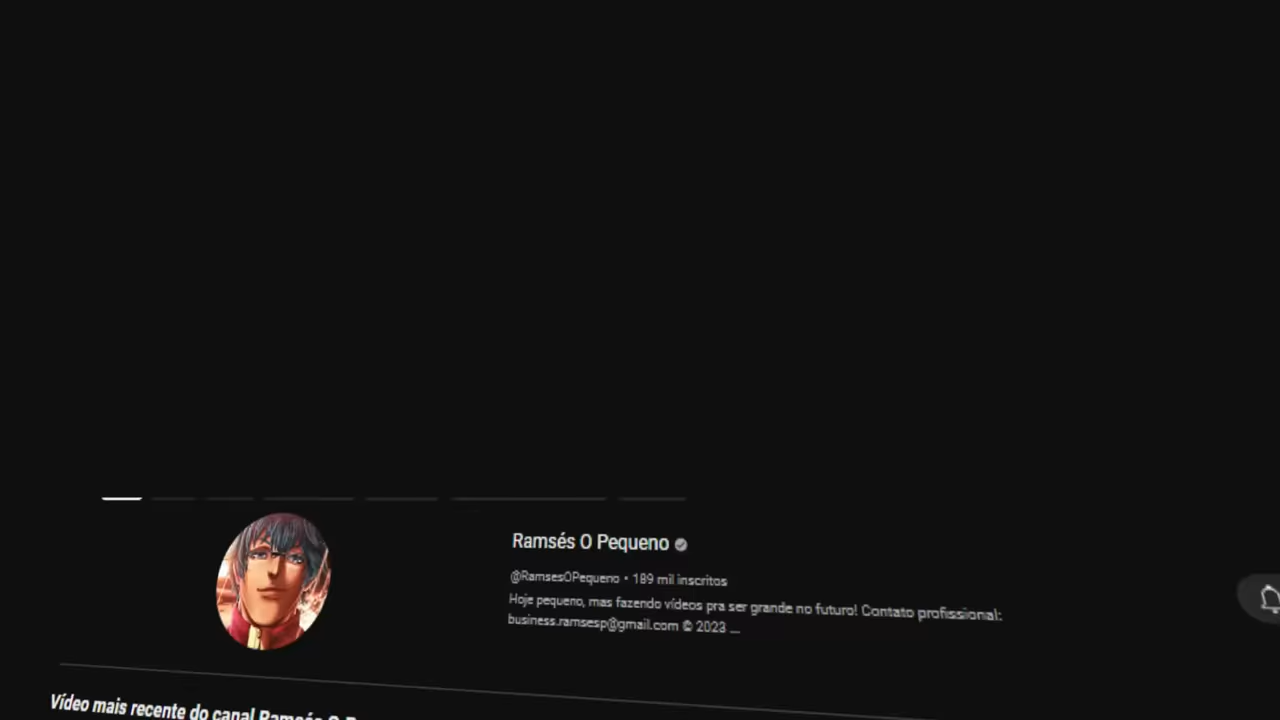 Ramsés O Pequeno
@RamsesOPequeno • 189 mil inscritos
Hoje pequeno, mas fazendo vídeos pra ser grande no futuro! Contato profissional:
business.ramsesp@gmail.com © 2023 ...
Vídeo mais recente do canal Ramsés O